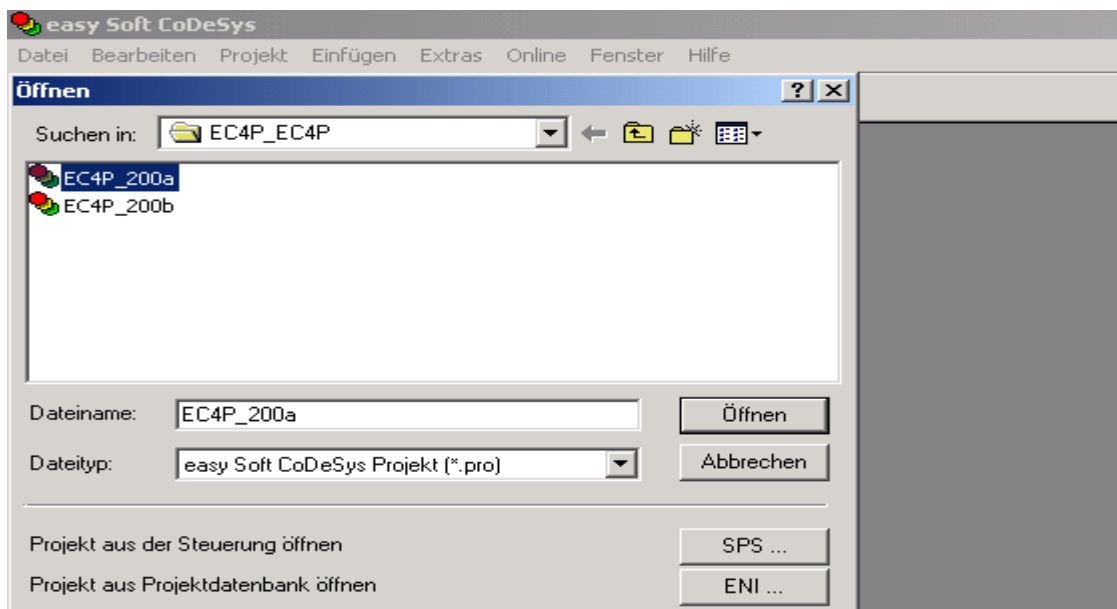 easy Soft CoDeSys
Datei Bearbeiten Projekt Einfügen Extras Online Fenster Hilfe
Öffnen
Suchen in: EC4P_EC4P
EC4P_200a
EC4P_200b
Dateiname: EC4P_200a Öffnen
Dateityp: easy Soft CoDeSys Projekt (*.pro) Abbrechen
Projekt aus der Steuerung öffnen SPS ...
Projekt aus Projektdatenbank öffnen ENI ...